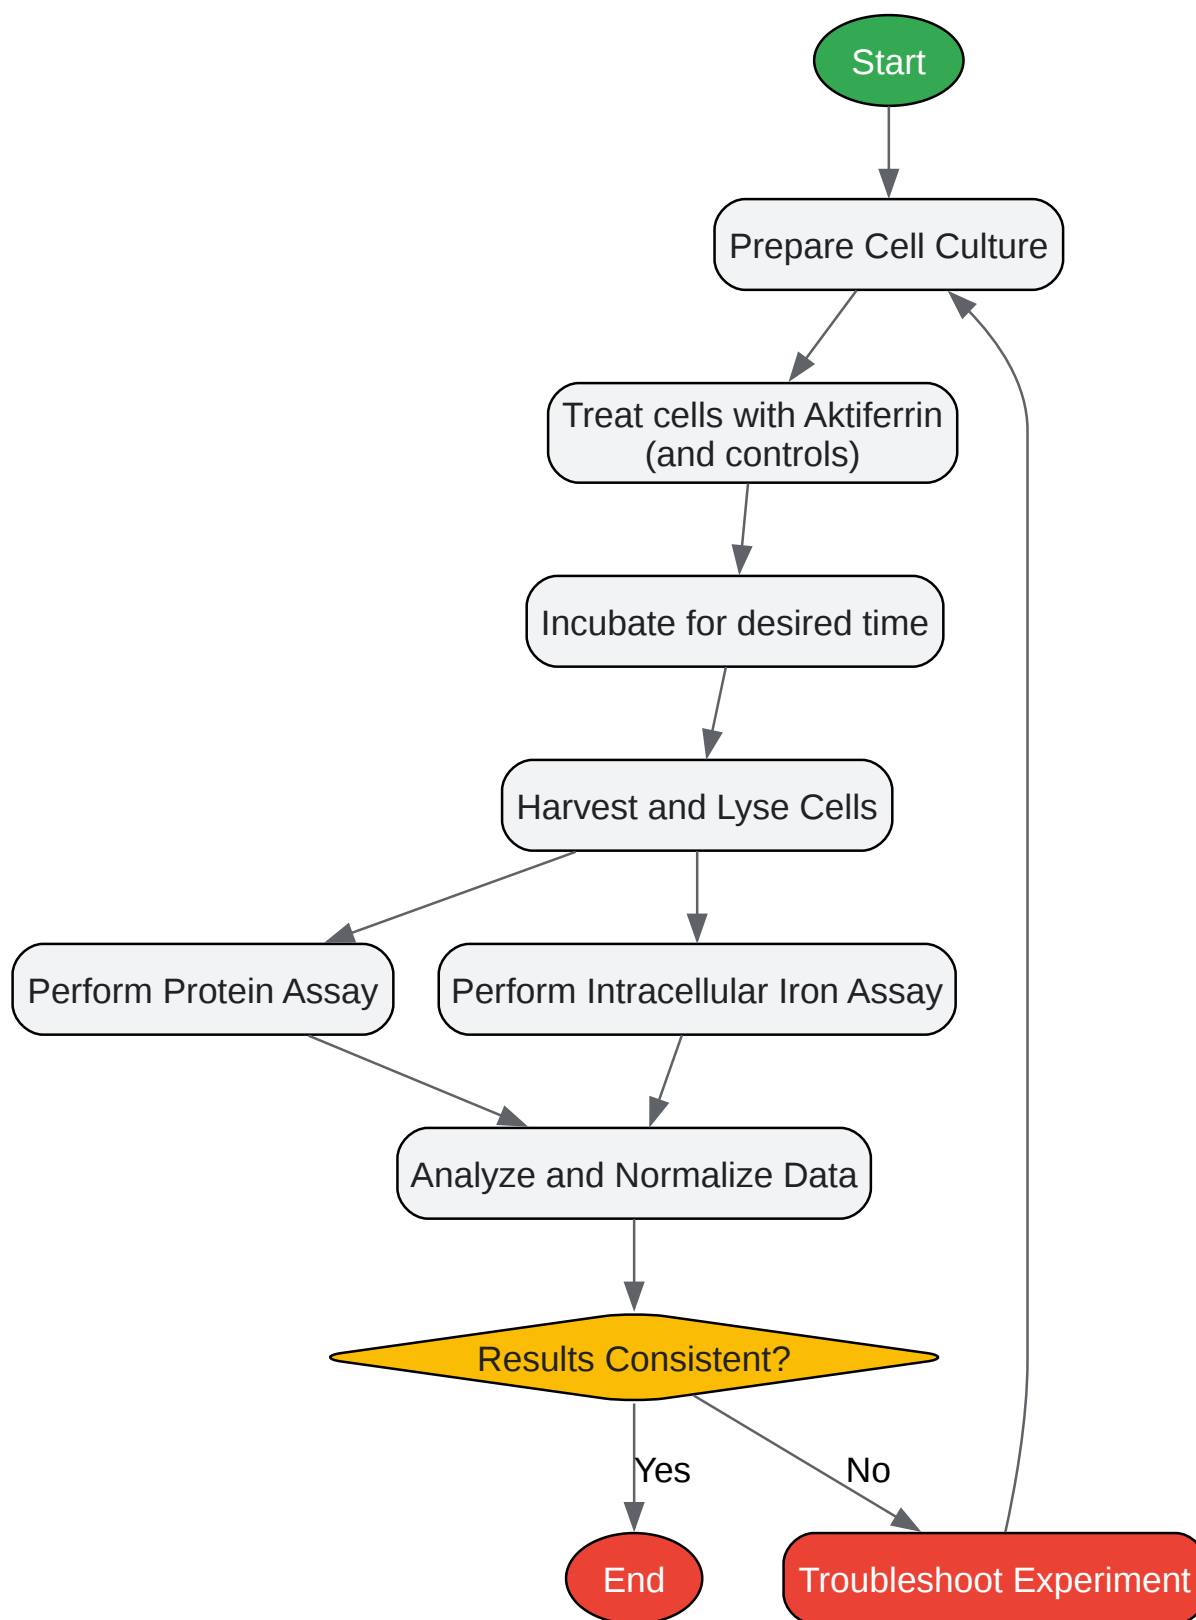 Start
Prepare Cell Culture
Treat cells with Aktiferrin
(and controls)
Incubate for desired time
Harvest and Lyse Cells
Perform Protein Assay
Perform Intracellular Iron Assay
Analyze and Normalize Data
Results Consistent?
Yes
No
End
Troubleshoot Experiment